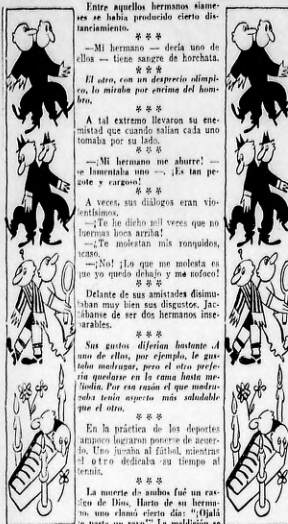 Entre aquellos hermanos siame-
ses se había producido cierto dis-
tanciamiento.
* * *
—Mi hermano — decía uno de
ellos — tiene sangre de horchata.
* * *
El otro, con un desprecio olímpi-
co, lo miraba por encima del hom-
bro.
* * *
A tal extremo llevaron su ene-
mistad que cuando salían cada uno
tomaba por su lado.
* * *
—¡Mi hermano me aburre! —
se lamentaba uno —. ¡Es tan pe-
gote y cargoso!
* * *
A veces, sus diálogos eran vio-
lentísimos.
—¡Te he dicho mil veces que no
duermas boca arriba!
—¿Te molestan mis ronquidos,
acaso?
—¡No! ¡Lo que me molesta es
que yo quedo debajo y me sofoco!
* * *
Delante de sus amistades disimu-
laban muy bien sus disgustos. Jac-
tábanse de ser dos hermanos inse-
parables.
* * *
Sus gustos diferían bastante. A
uno de ellos, por ejemplo, le gus-
taba madrugar, pero el otro prefe-
ría quedarse en la cama hasta me-
diodía. Por esa razón el que madru-
gaba tenía aspecto más saludable
que el otro.
* * *
En la práctica de los deportes
tampoco lograron ponerse de acuer-
do. Uno jugaba al fútbol, mientras
el otro dedicaba su tiempo al
tennis.
* * *
La muerte de ambos fué un cas-
tigo de Dios. Harto de su herma-
no, uno clamó cierto día: "¡Ojalá
te parta un rayo!" La maldición se